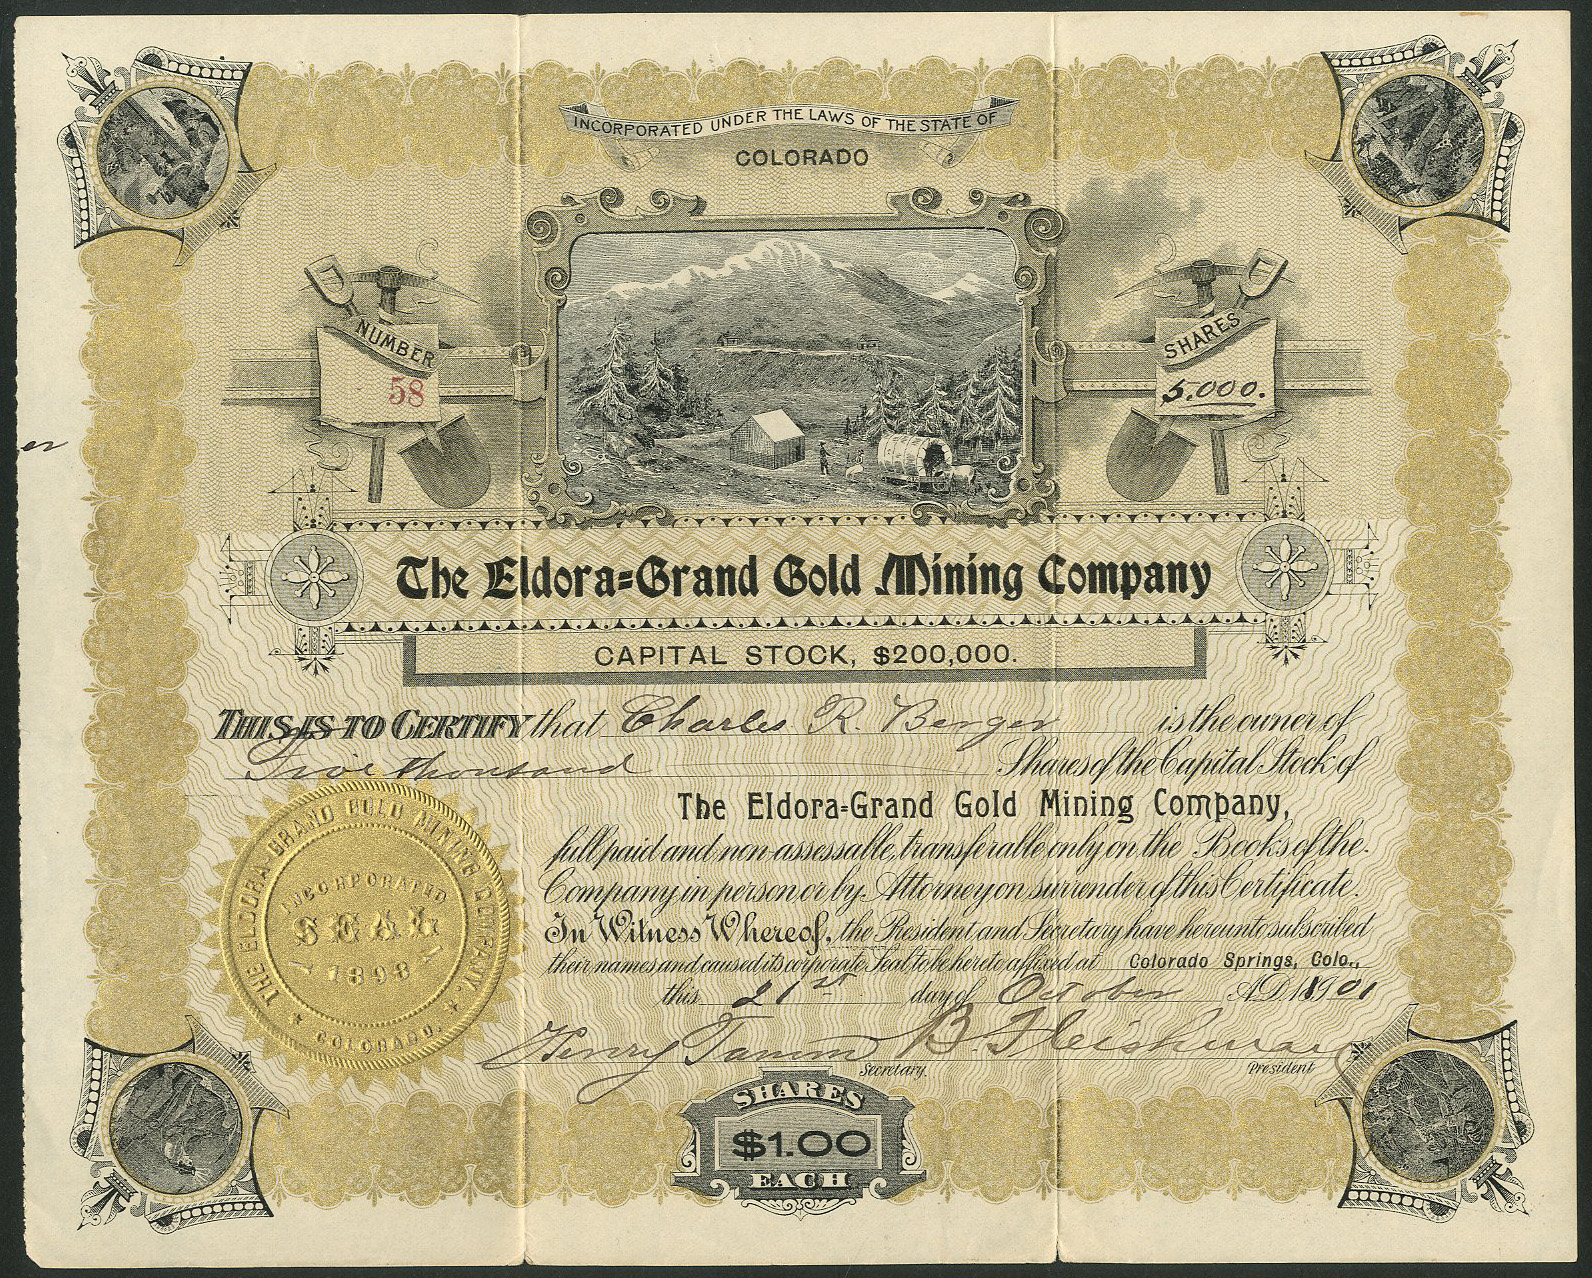 INCORPORATED UNDER THE LAWS OF THE STATE OF
COLORADO
NUMBER
58
SHARES
5.000.
er
The Eldora=Grand Gold Mining Company
CAPITAL STOCK, $200,000.
THIS IS TO CERTIFY that Charles R. Berger is the owner of
Five thousand Shares of the Capital Stock of
The Eldora=Grand Gold Mining Company,
full paid and non-assessable, transferable only on the Books of the
Company in person or by Attorney on surrender of this Certificate.
In Witness Whereof, the President and Secretary have hereunto subscribed
their names and caused its corporate Seal to be hereto affixed at Colorado Springs, Colo.,
this 21st day of October A.D. 1901
Henry Tamm B. Fleishman
Secretary. President
THE ELDORA-GRAND GOLD MINING COMPANY.
INCORPORATED
SEAL
1898
COLORADO.
SHARES
$1.00
EACH